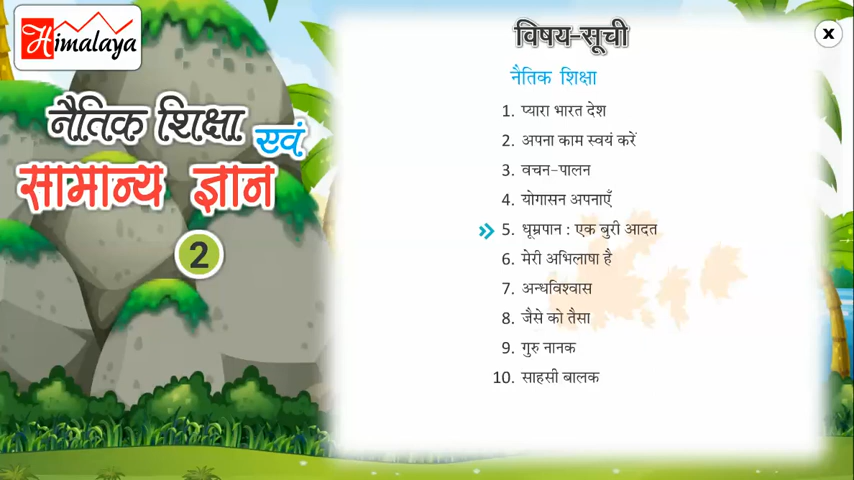 Himalaya
नैतिक शिक्षा एवं
सामान्य ज्ञान
2
विषय-सूची
नैतिक शिक्षा
1. प्यारा भारत देश
2. अपना काम स्वयं करें
3. वचन-पालन
4. योगासन अपनाएँ
5. धूम्रपान : एक बुरी आदत
6. मेरी अभिलाषा है
7. अन्धविश्वास
8. जैसे को तैसा
9. गुरु नानक
10. साहसी बालक